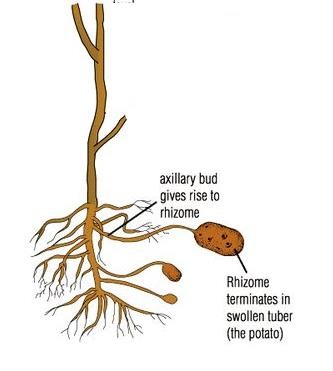 axillary bud
gives rise to
rhizome
Rhizome
terminates in
swollen tuber
(the potato)